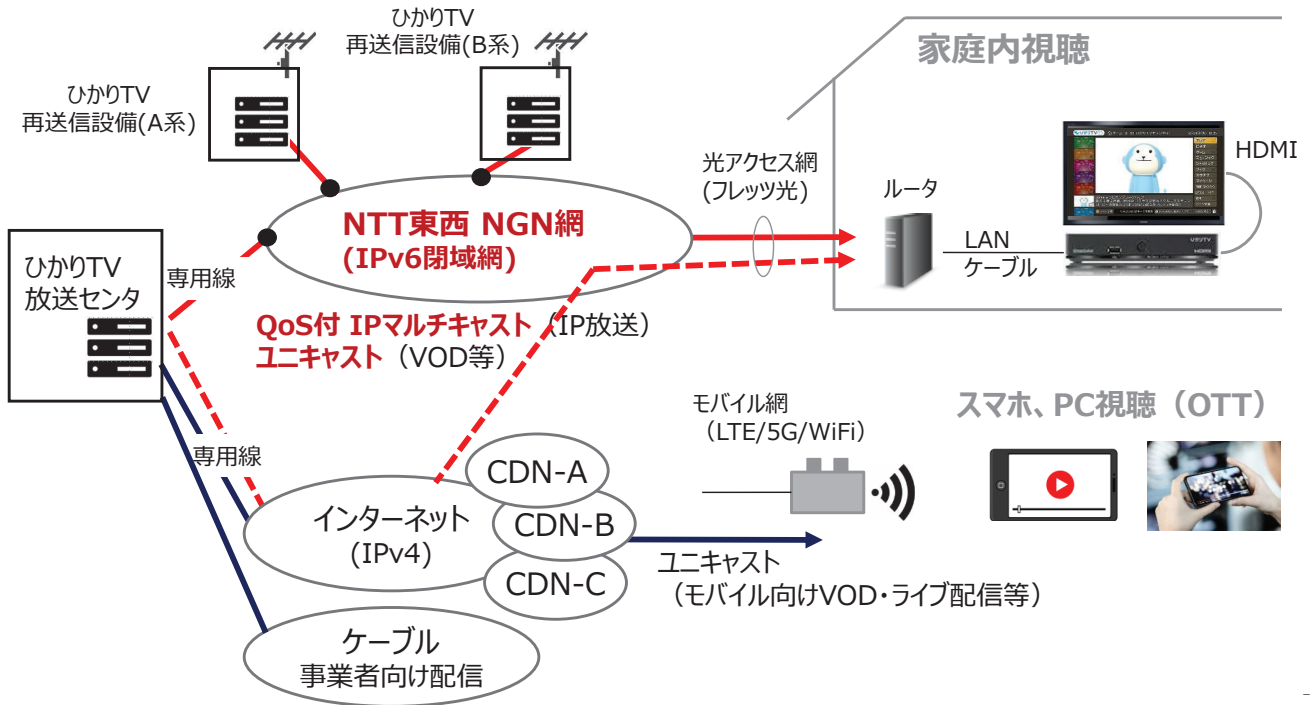 ひかりTV
再送信設備(B系)
ひかりTV
再送信設備(A系)
家庭内視聴
HDMI
光アクセス網
(フレッツ光)
ルータ
LAN
ケーブル
NTT東西 NGN網
(IPv6閉域網)
ひかりTV
放送センタ
専用線
QoS付 IPマルチキャスト（IP放送）
ユニキャスト（VOD等）
専用線
モバイル網
（LTE/5G/WiFi）
スマホ、PC視聴（OTT）
CDN-A
インターネット
(IPv4)
CDN-B
CDN-C
ユニキャスト
（モバイル向けVOD・ライブ配信等）
ケーブル
事業者向け配信